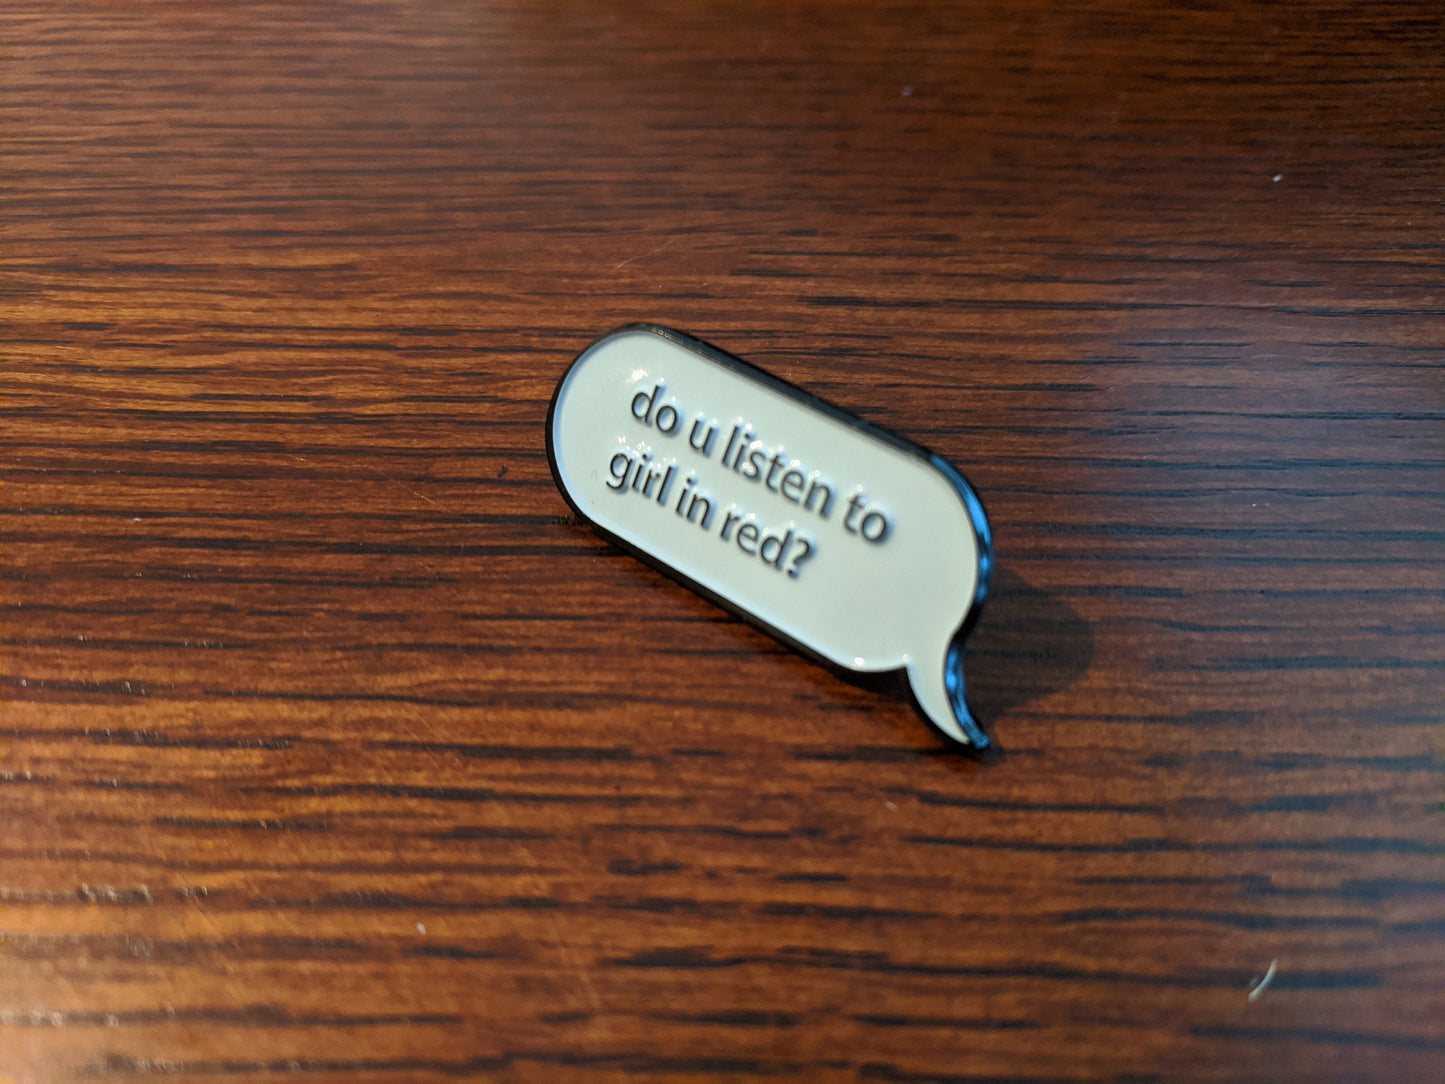 do u listen to
girl in red?